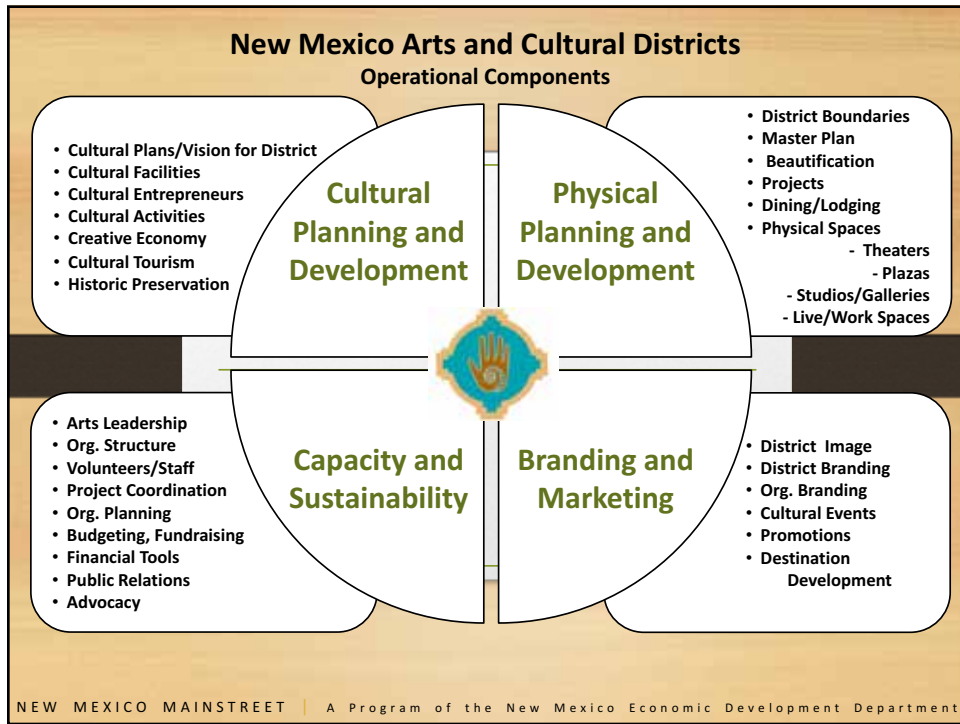 New Mexico Arts and Cultural Districts
Operational Components
• Cultural Plans/Vision for District
• Cultural Facilities
• Cultural Entrepreneurs
• Cultural Activities
• Creative Economy
• Cultural Tourism
• Historic Preservation
Cultural
Planning and
Development
Physical
Planning and
Development
• District Boundaries
• Master Plan
• Beautification
• Projects
• Dining/Lodging
• Physical Spaces
- Theaters
- Plazas
- Studios/Galleries
- Live/Work Spaces
• Arts Leadership
• Org. Structure
• Volunteers/Staff
• Project Coordination
• Org. Planning
• Budgeting, Fundraising
• Financial Tools
• Public Relations
• Advocacy
Capacity and
Sustainability
Branding and
Marketing
• District Image
• District Branding
• Org. Branding
• Cultural Events
• Promotions
• Destination
Development
NEW MEXICO MAINSTREET | A Program of the New Mexico Economic Development Department